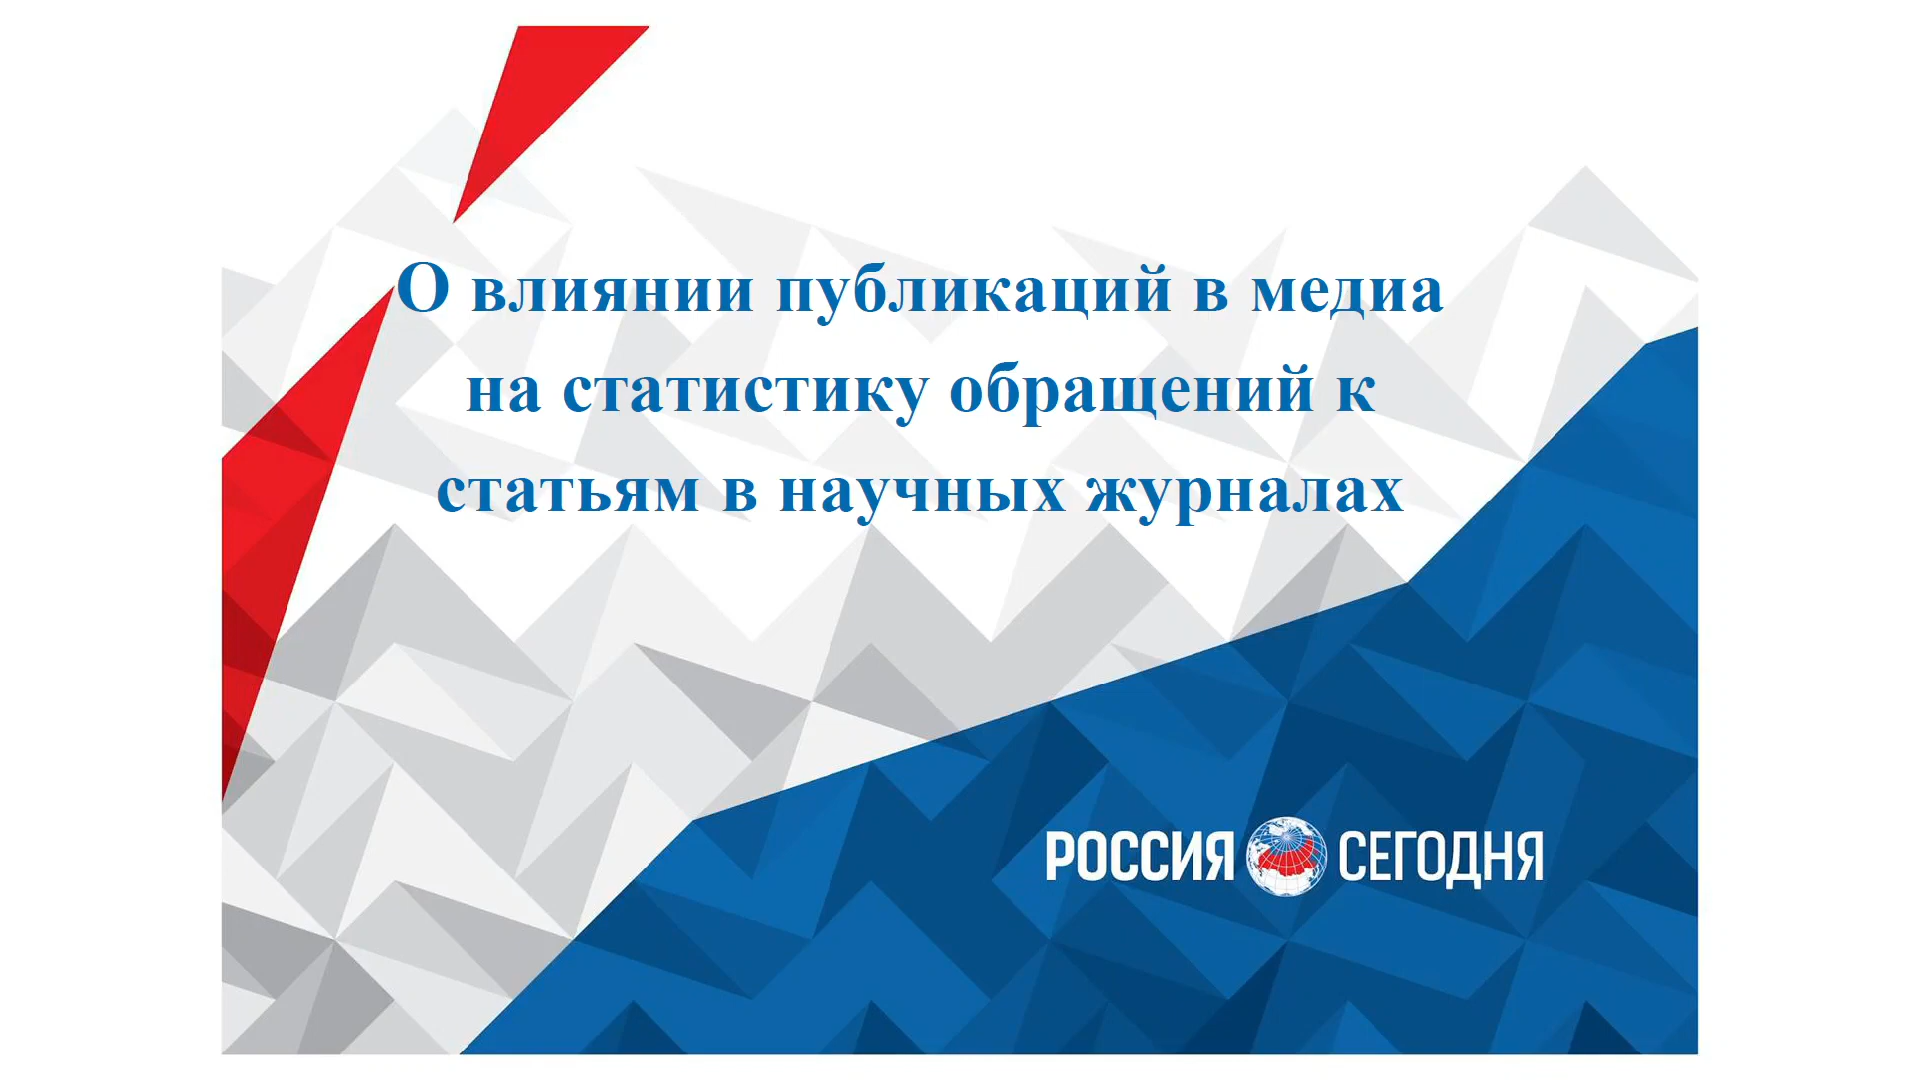 О влиянии публикаций в медиа
на статистику обращений к
статьям в научных журналах
РОССИЯ СЕГОДНЯ